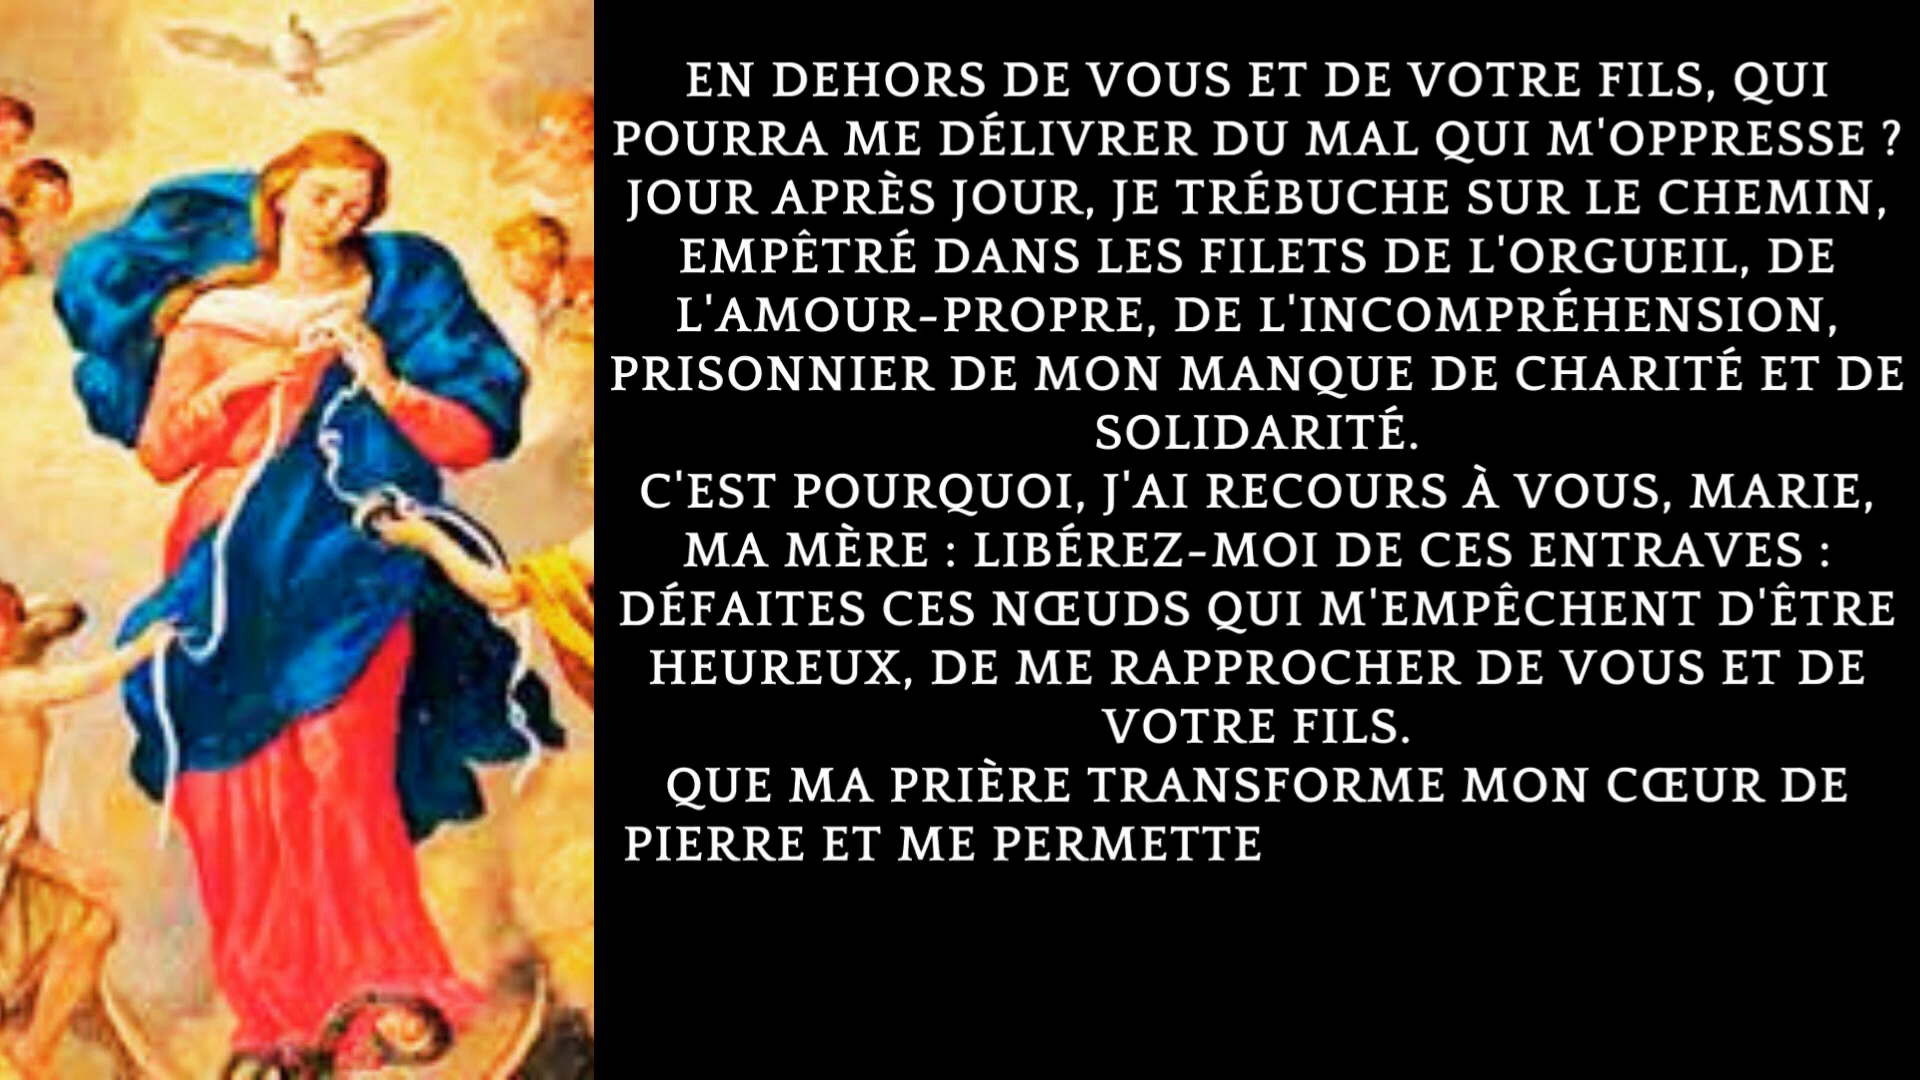 EN DEHORS DE VOUS ET DE VOTRE FILS, QUI
POURRA ME DÉLIVRER DU MAL QUI M'OPPRESSE ?
JOUR APRÈS JOUR, JE TRÉBUCHE SUR LE CHEMIN,
EMPÊTRÉ DANS LES FILETS DE L'ORGUEIL, DE
L'AMOUR-PROPRE, DE L'INCOMPRÉHENSION,
PRISONNIER DE MON MANQUE DE CHARITÉ ET DE
SOLIDARITÉ.
C'EST POURQUOI, J'AI RECOURS À VOUS, MARIE,
MA MÈRE : LIBÉREZ-MOI DE CES ENTRAVES :
DÉFAITES CES NŒUDS QUI M'EMPÊCHENT D'ÊTRE
HEUREUX, DE ME RAPPROCHER DE VOUS ET DE
VOTRE FILS.
QUE MA PRIÈRE TRANSFORME MON CŒUR DE
PIERRE ET ME PERMETTE